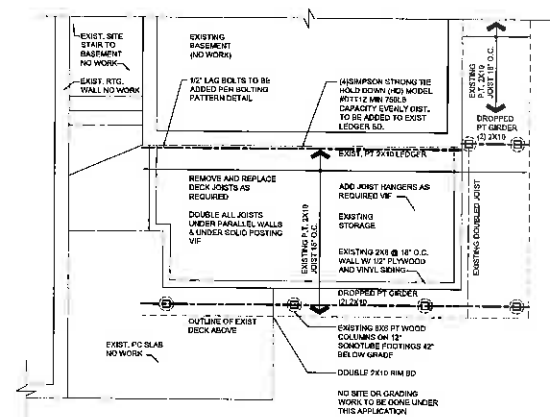 EXIST. SITE
STAIR TO
BASEMENT
NO WORK
EXIST. RTG.
WALL NO WORK
EXISTING
BASEMENT
(NO WORK)
1/2" LAG BOLTS TO BE
ADDED PER BOLTING
PATTERN DETAIL
(4)SIMPSON STRONG TIE
HOLD DOWN (HD) MODEL
#DTT1Z MIN 750LB
CAPACITY EVENLY DIST.
TO BE ADDED TO EXIST
LEDGER BD.
EXISTING
P.T. 2X10
JOIST 16" O.C.
DROPPED
PT GIRDER
(2) 2X10
EXIST. PT 2X10 LEDGER
REMOVE AND REPLACE
DECK JOISTS AS
REQUIRED
DOUBLE ALL JOISTS
UNDER PARALLEL WALLS
& UNDER SOLID POSTING
VIF
EXISTING P.T. 2X10
JOIST 16" O.C.
ADD JOIST HANGERS AS
REQUIRED VIF
EXISTING
STORAGE
EXISTING 2X6 @ 16" O.C.
WALL W/ 1/2" PLYWOOD
AND VINYL SIDING
EXISTING DOUBLED JOIST
DROPPED PT GIRDER
(2) 2X10
OUTLINE OF EXIST
DECK ABOVE
EXIST. PC SLAB
NO WORK
EXISTING 6X6 PT WOOD
COLUMNS ON 12"
SONOTUBE FOOTINGS 42"
BELOW GRADE
DOUBLE 2X10 RIM BD
NO SITE OR GRADING
WORK TO BE DONE UNDER
THIS APPLICATION